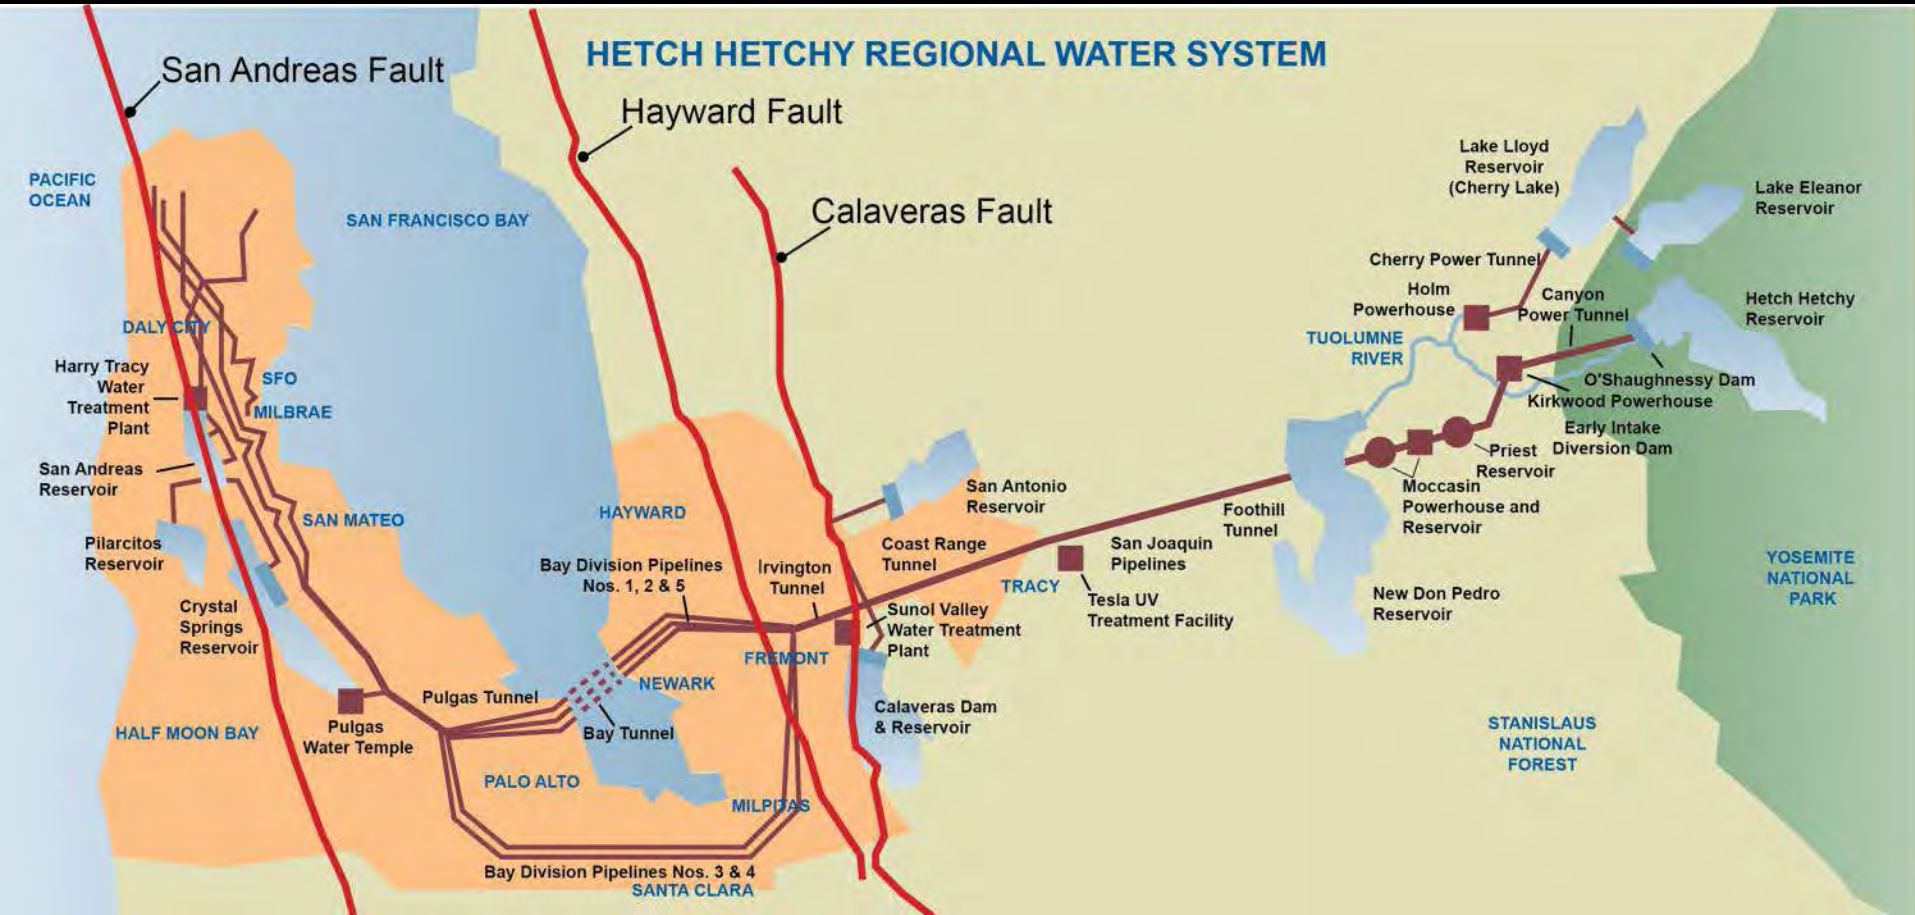 HETCH HETCHY REGIONAL WATER SYSTEM
San Andreas Fault
Hayward Fault
Calaveras Fault
PACIFIC
OCEAN
SAN FRANCISCO BAY
Lake Lloyd
Reservoir
(Cherry Lake)
Lake Eleanor
Reservoir
Cherry Power Tunnel
Holm
Powerhouse
Canyon
Power Tunnel
Hetch Hetchy
Reservoir
TUOLUMNE
RIVER
O'Shaughnessy Dam
Kirkwood Powerhouse
Early Intake
Diversion Dam
Priest
Reservoir
Moccasin
Powerhouse and
Reservoir
DALY CITY
Harry Tracy
Water
Treatment
Plant
SFO
MILBRAE
San Andreas
Reservoir
SAN MATEO
Pilarcitos
Reservoir
Crystal
Springs
Reservoir
HAYWARD
Bay Division Pipelines
Nos. 1, 2 & 5
Irvington
Tunnel
San Antonio
Reservoir
Coast Range
Tunnel
TRACY
San Joaquin
Pipelines
Foothill
Tunnel
Tesla UV
Treatment Facility
New Don Pedro
Reservoir
YOSEMITE
NATIONAL
PARK
Sunol Valley
Water Treatment
Plant
FREMONT
NEWARK
Pulgas Tunnel
Bay Tunnel
Calaveras Dam
& Reservoir
HALF MOON BAY
Pulgas
Water Temple
STANISLAUS
NATIONAL
FOREST
PALO ALTO
MILPITAS
Bay Division Pipelines Nos. 3 & 4
SANTA CLARA